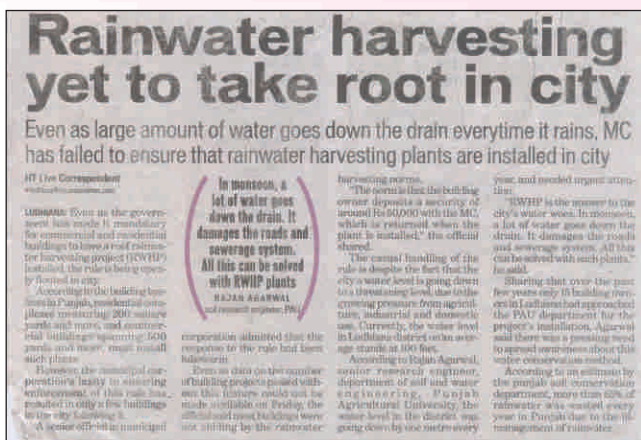 Rainwater harvesting
yet to take root in city
Even as large amount of water goes down the drain everytime it rains, MC
has failed to ensure that rainwater harvesting plants are installed in city
HT Live Correspondent
LUDHIANA: Even as the govern-
ment has made it mandatory
for commercial and residential
buildings to have a roof rainwa-
ter harvesting project (RWHP)
installed, the rule is being open-
ly flouted in city.
According to the building bye-
laws in Punjab, residential com-
plexes measuring 200 square
yards and more, and commer-
cial buildings spanning 500
yards and more, must install
such plants.
However, the municipal cor-
poration's laxity in ensuring
enforcement of this rule has
resulted in only a few buildings
in the city following it.
A senior official in municipal
In monsoon, a
lot of water goes
down the drain. It
damages the roads and
sewerage system.
All this can be solved
with RWHP plants
RAJAN AGARWAL
soil research engineer, PAU
corporation admitted that the
response to the rule had been
lukewarm.
Even as data on the number
of building projects passed with-
out this feature could not be
made available on Friday, the
official said most buildings were
not abiding by the rainwater
harvesting norms.
"The norm is that the building
owner deposits a security of
around Rs 50,000 with the MC,
which is returned when the
plant is installed," the official
shared.
The casual handling of the
rule is despite the fact that the
city's water level is going down
to a threatening level, due to the
growing pressure from agricul-
ture, industrial and domestic
use. Currently, the water level
in Ludhiana district on an aver-
age stands at 100 feet.
According to Rajan Agarwal,
senior research engineer,
department of soil and water
engineering, Punjab
Agricultural University, the
water level in the district was
going down by one metre every
year, and needed urgent atten-
tion.
"RWHP is the answer to the
city's water woes. In monsoon,
a lot of water goes down the
drain. It damages the roads
and sewerage system. All this
can be solved with such plants,"
he said.
Sharing that over the past
few years only 15 building own-
ers in Ludhiana had approached
the PAU department for the
project's installation, Agarwal
said there was a pressing need
to spread awareness about this
water conservation method.
According to an estimate by
the punjab soil conservation
department, more than
rainwater was wasted every
year in Punjab due to the
management of rainwater.